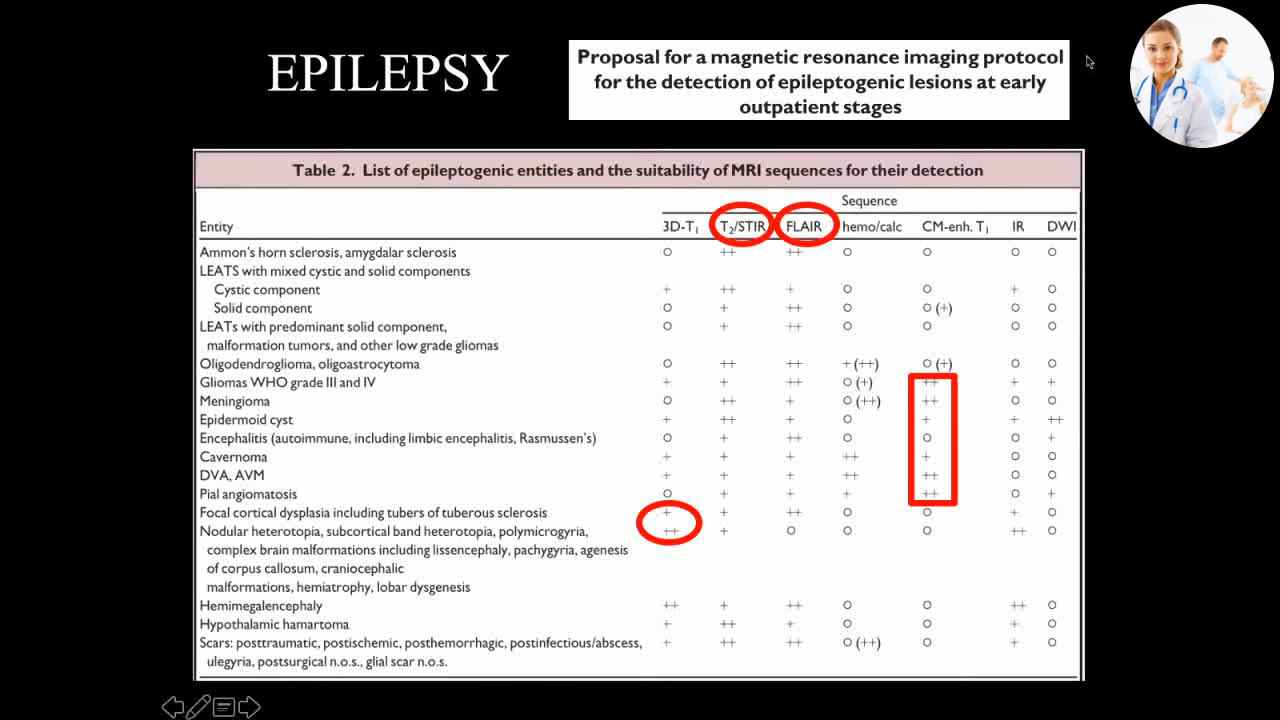 EPILEPSY
Proposal for a magnetic resonance imaging protocol
for the detection of epileptogenic lesions at early
outpatient stages
Table 2. List of epileptogenic entities and the suitability of MRI sequences for their detection
Sequence
Entity 3D-T1 T2/STIR FLAIR hemo/calc CM-enh. T1 IR DWI
Ammon's horn sclerosis, amygdalar sclerosis O ++ ++ O O O O
LEATS with mixed cystic and solid components
Cystic component + ++ + O O + O
Solid component O + ++ O O (+) O O
LEATs with predominant solid component, O + ++ O O O O
malformation tumors, and other low grade gliomas
Oligodendroglioma, oligoastrocytoma O ++ ++ + (++) O (+) O O
Gliomas WHO grade III and IV + + ++ O (+) ++ + +
Meningioma O ++ + O (++) ++ O O
Epidermoid cyst + ++ + O + + ++
Encephalitis (autoimmune, including limbic encephalitis, Rasmussen's) O + ++ O O O +
Cavernoma + + + ++ + O O
DVA, AVM + + + ++ ++ O O
Pial angiomatosis O + + + ++ O +
Focal cortical dysplasia including tubers of tuberous sclerosis + + ++ O O + O
Nodular heterotopia, subcortical band heterotopia, polymicrogyria, ++ + O O O ++ O
complex brain malformations including lissencephaly, pachygyria, agenesis
of corpus callosum, craniocephalic
malformations, hemiatrophy, lobar dysgenesis
Hemimegalencephaly ++ + ++ O O ++ O
Hypothalamic hamartoma + ++ + O O + O
Scars: posttraumatic, postischemic, posthemorrhagic, postinfectious/abscess, + ++ ++ O (++) O + O
ulegyria, postsurgical n.o.s., glial scar n.o.s.